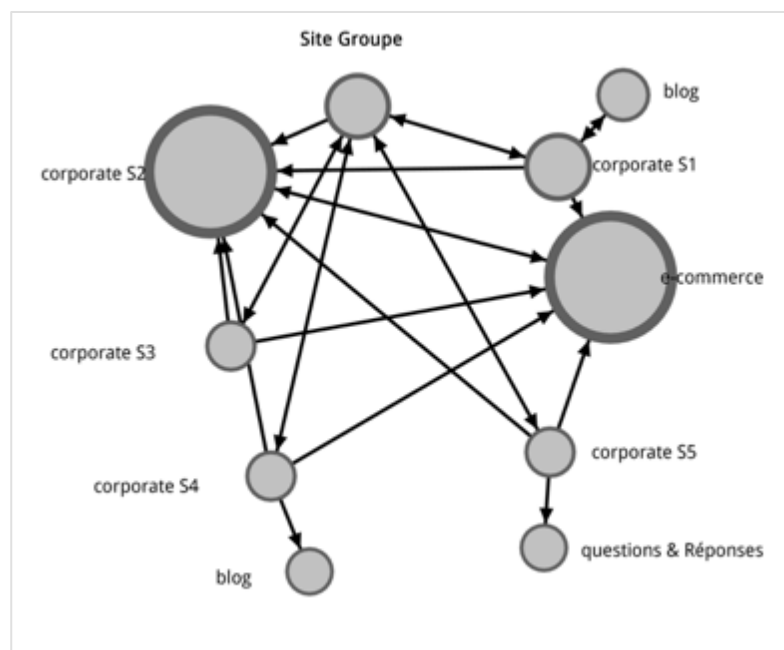 Site Groupe
blog
corporate S1
corporate S2
e-commerce
corporate S3
corporate S5
corporate S4
questions & Réponses
blog